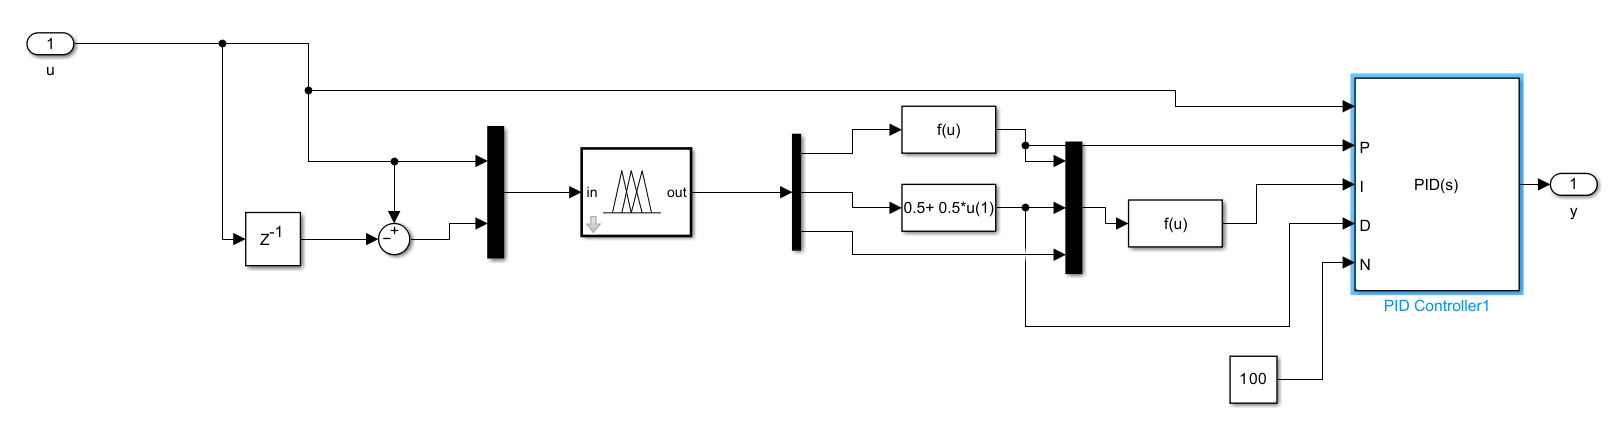 1
u
Z-1
− +
in
out
f(u)
0.5+ 0.5*u(1)
f(u)
P
I
D
N
PID(s)
PID Controller1
1
y
100